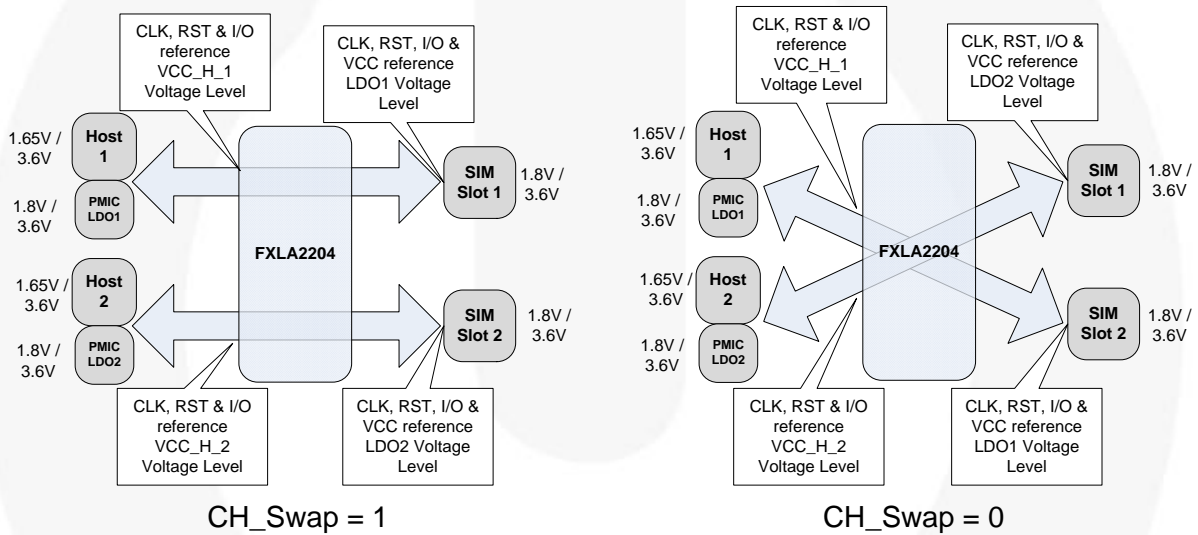 CLK, RST & I/O
reference
VCC_H_1
Voltage Level
CLK, RST, I/O &
VCC reference
LDO1 Voltage
Level
1.65V /
3.6V
Host
1
1.8V /
3.6V
PMIC
LDO1
SIM
Slot 1
1.8V /
3.6V
FXLA2204
1.65V /
3.6V
Host
2
1.8V /
3.6V
PMIC
LDO2
SIM
Slot 2
1.8V /
3.6V
CLK, RST & I/O
reference
VCC_H_2
Voltage Level
CLK, RST, I/O &
VCC reference
LDO2 Voltage
Level
CH_Swap = 1
CLK, RST & I/O
reference
VCC_H_1
Voltage Level
CLK, RST, I/O &
VCC reference
LDO2 Voltage
Level
1.65V /
3.6V
Host
1
1.8V /
3.6V
PMIC
LDO1
SIM
Slot 1
1.8V /
3.6V
FXLA2204
1.65V /
3.6V
Host
2
1.8V /
3.6V
PMIC
LDO2
SIM
Slot 2
1.8V /
3.6V
CLK, RST & I/O
reference
VCC_H_2
Voltage Level
CLK, RST, I/O &
VCC reference
LDO1 Voltage
Level
CH_Swap = 0